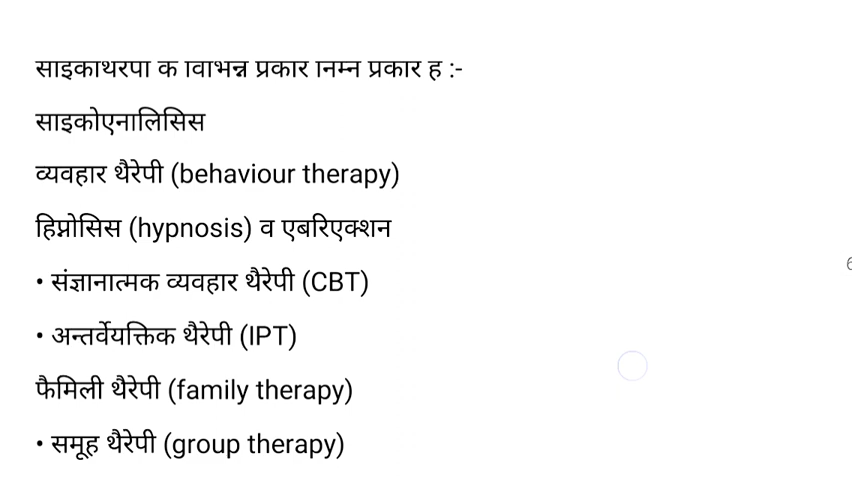 साइकोथैरेपी के विभिन्न प्रकार निम्न प्रकार है :-
साइकोएनालिसिस
व्यवहार थैरेपी (behaviour therapy)
हिप्नोसिस (hypnosis) व एबरिएक्शन
• संज्ञानात्मक व्यवहार थैरेपी (CBT)
• अन्तर्वेयक्तिक थैरेपी (IPT)
फैमिली थैरेपी (family therapy)
• समूह थैरेपी (group therapy)